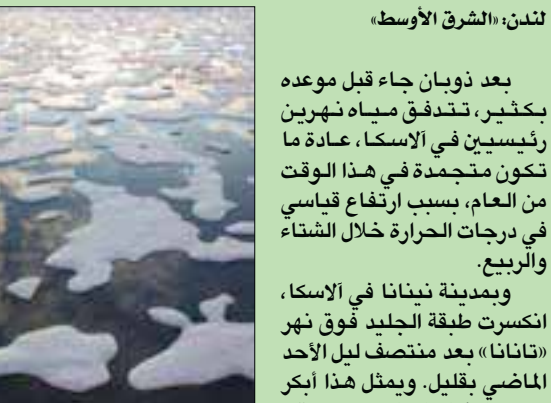 لندن: «الشرق الأوسط»
بعد ذوبان جاء قبل موعده
بكثير، تتدفق مياه نهرين
رئيسيين في آلاسكا، عادة ما
تكون متجمدة في هذا الوقت
من العام، بسبب ارتفاع قياسي
في درجات الحرارة خلال الشتاء
والربيع.
وبمدينة نينانا في آلاسكا،
انكسرت طبقة الجليد فوق نهر
«تانانا» بعد منتصف ليل الأحد
الماضي بقليل. ويمثل هذا أبكر